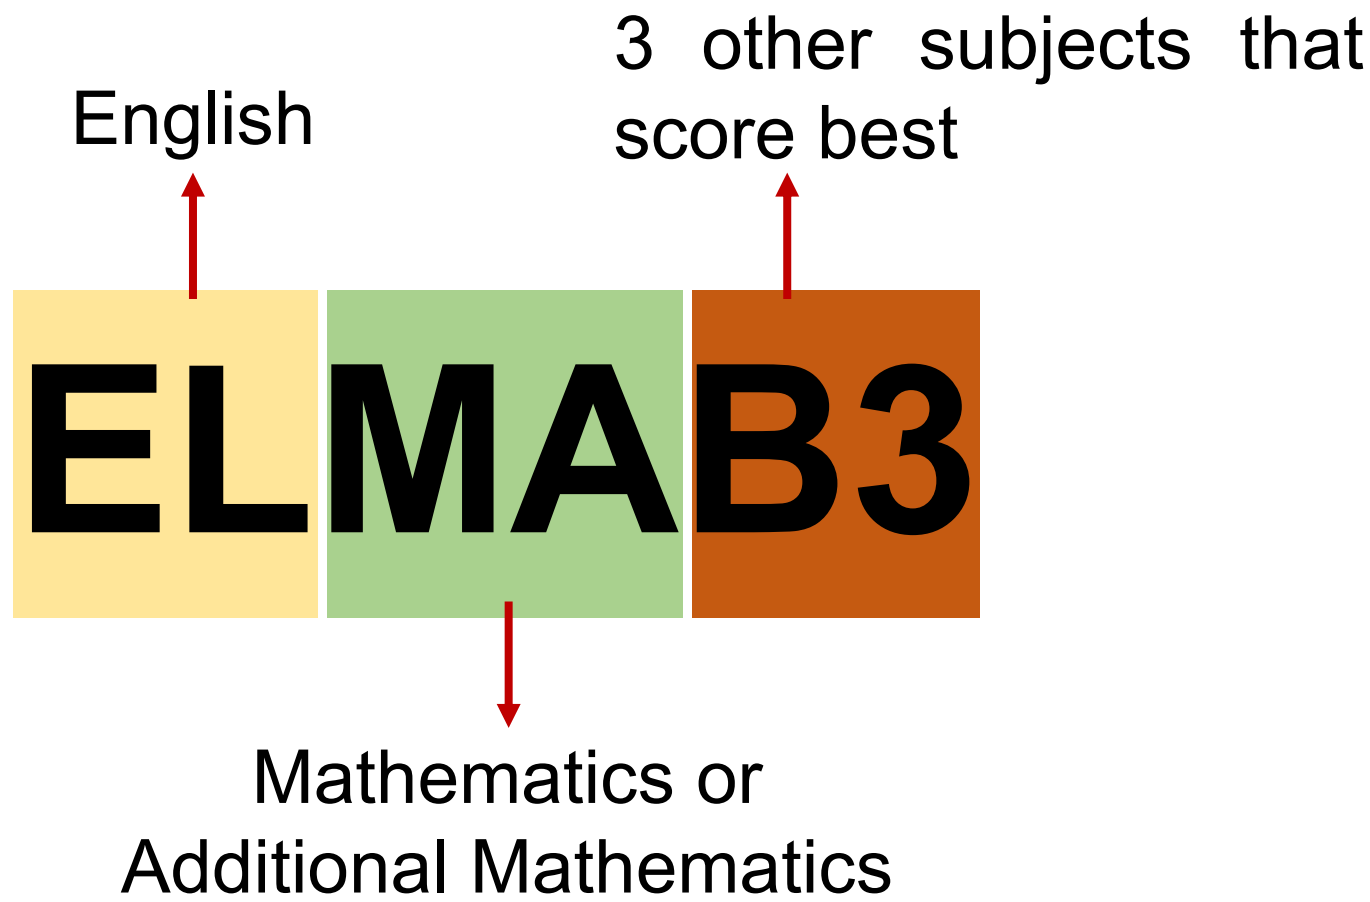 3 other subjects that
score best
English
ELMAB3
Mathematics or
Additional Mathematics